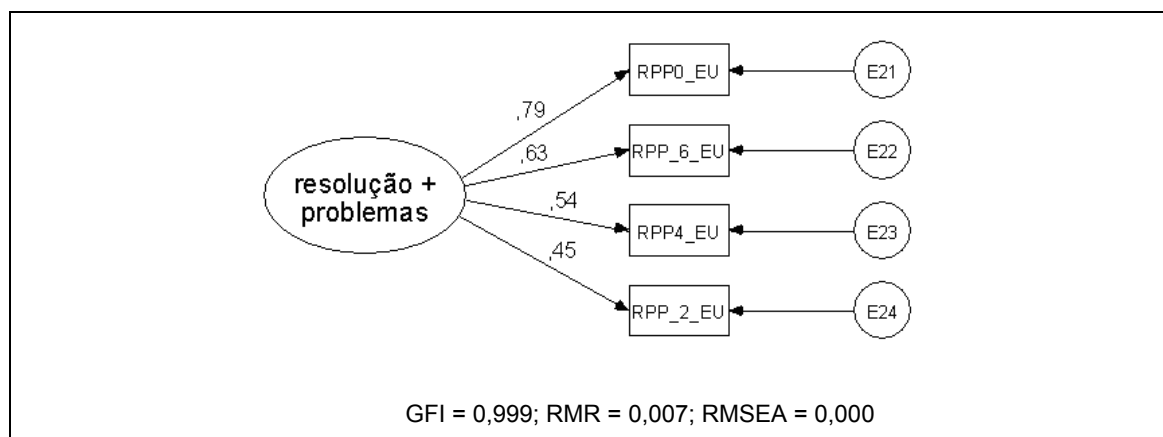 RPP0_EU
E21
,79
RPP_6_EU
E22
,63
resolução +
problemas
,54
RPP4_EU
E23
,45
RPP_2_EU
E24
GFI = 0,999; RMR = 0,007; RMSEA = 0,000